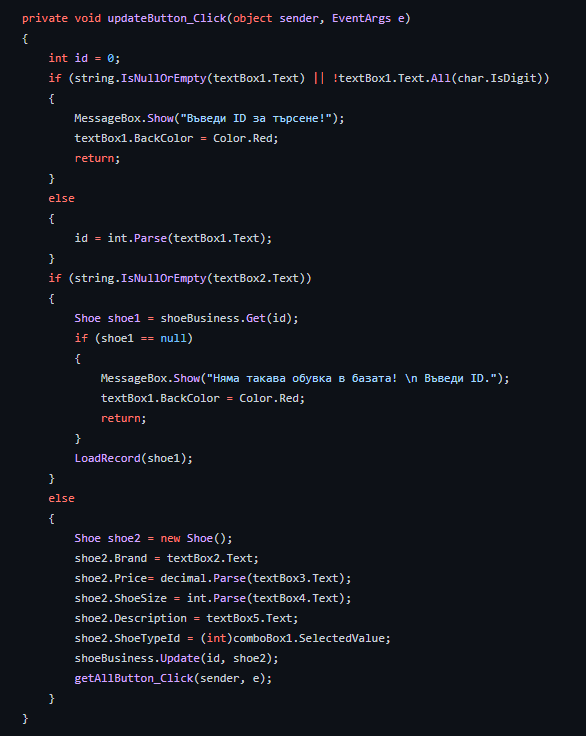 private void updateButton_Click(object sender, EventArgs e)
{
    int id = 0;
    if (string.IsNullOrEmpty(textBox1.Text) || !textBox1.Text.All(char.IsDigit))
    {
        MessageBox.Show("Въведи ID за търсене!");
        textBox1.BackColor = Color.Red;
        return;
    }
    else
    {
        id = int.Parse(textBox1.Text);
    }
    if (string.IsNullOrEmpty(textBox2.Text))
    {
        Shoe shoe1 = shoeBusiness.Get(id);
        if (shoe1 == null)
        {
            MessageBox.Show("Няма такава обувка в базата! \n Въведи ID.");
            textBox1.BackColor = Color.Red;
            return;
        }
        LoadRecord(shoe1);
    }
    else
    {
        Shoe shoe2 = new Shoe();
        shoe2.Brand = textBox2.Text;
        shoe2.Price= decimal.Parse(textBox3.Text);
        shoe2.ShoeSize = int.Parse(textBox4.Text);
        shoe2.Description = textBox5.Text;
        shoe2.ShoeTypeId = (int)comboBox1.SelectedValue;
        shoeBusiness.Update(id, shoe2);
        getAllButton_Click(sender, e);
    }
}